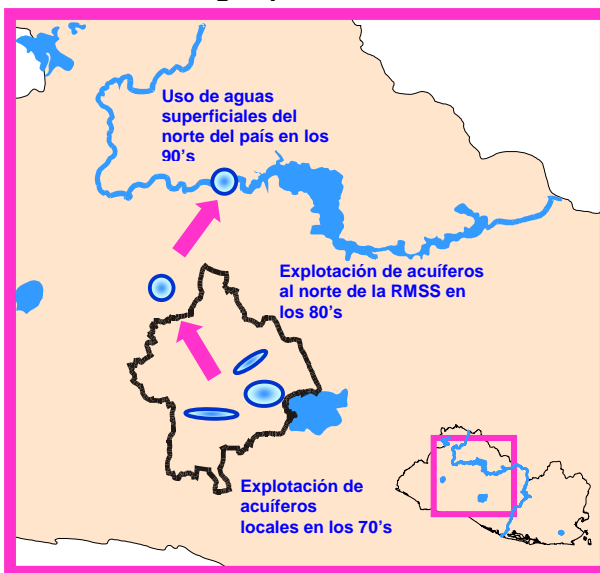 Uso de aguas
superficiales del
norte del país en los
90's
Explotación de acuíferos
al norte de la RMSS en
los 80's
Explotación de
acuíferos
locales en los 70's